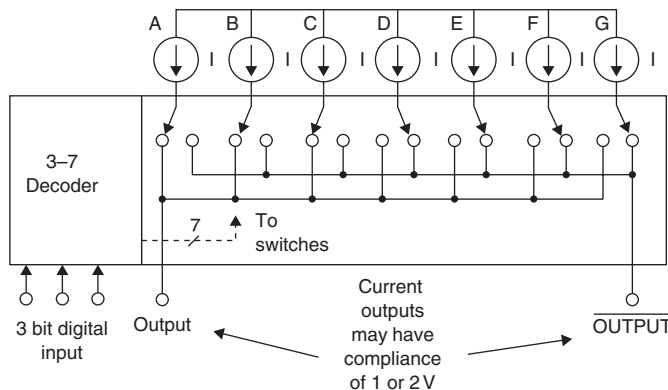 A B C D E F G
I I I I I I I
3–7
Decoder
7
To
switches
3 bit digital
input
Output
Current
outputs
may have
compliance
of 1 or 2 V
OUTPUT